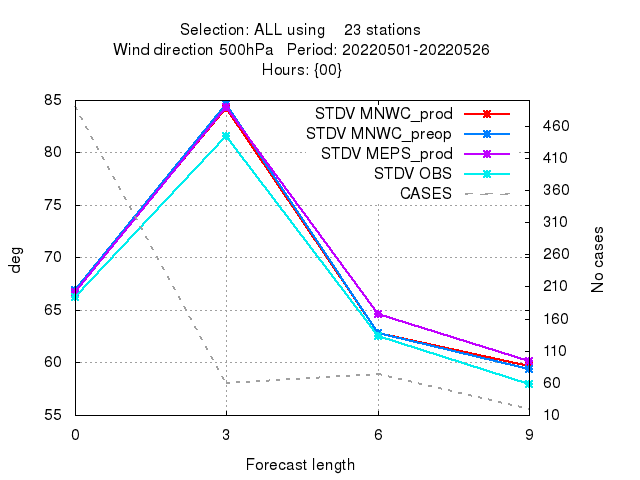 Selection: ALL using    23 stations
Wind direction 500hPa   Period: 20220501-20220526
Hours: {00}
STDV MNWC_prod
STDV MNWC_preop
STDV MEPS_prod
STDV OBS
CASES
85
80
75
70
65
60
55
deg
460
410
360
310
260
210
160
110
60
10
No cases
0 3 6 9
Forecast length